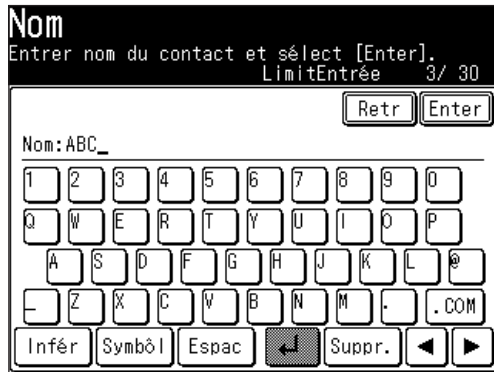 Nom
Entrer nom du contact et sélect [Enter].
LimitEntrée 3/ 30
Retr Enter
Nom:ABC_
1 2 3 4 5 6 7 8 9 0
Q W E R T Y U I O P
A S D F G H J K L @
_ Z X C V B N M . .COM
Infér Symbôl Espac ↵ Suppr. ◀ ▶